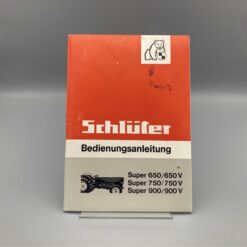 Schlüter
Bedienungsanleitung
Super 650/650 V
Super 750/750 V
Super 900/900 V